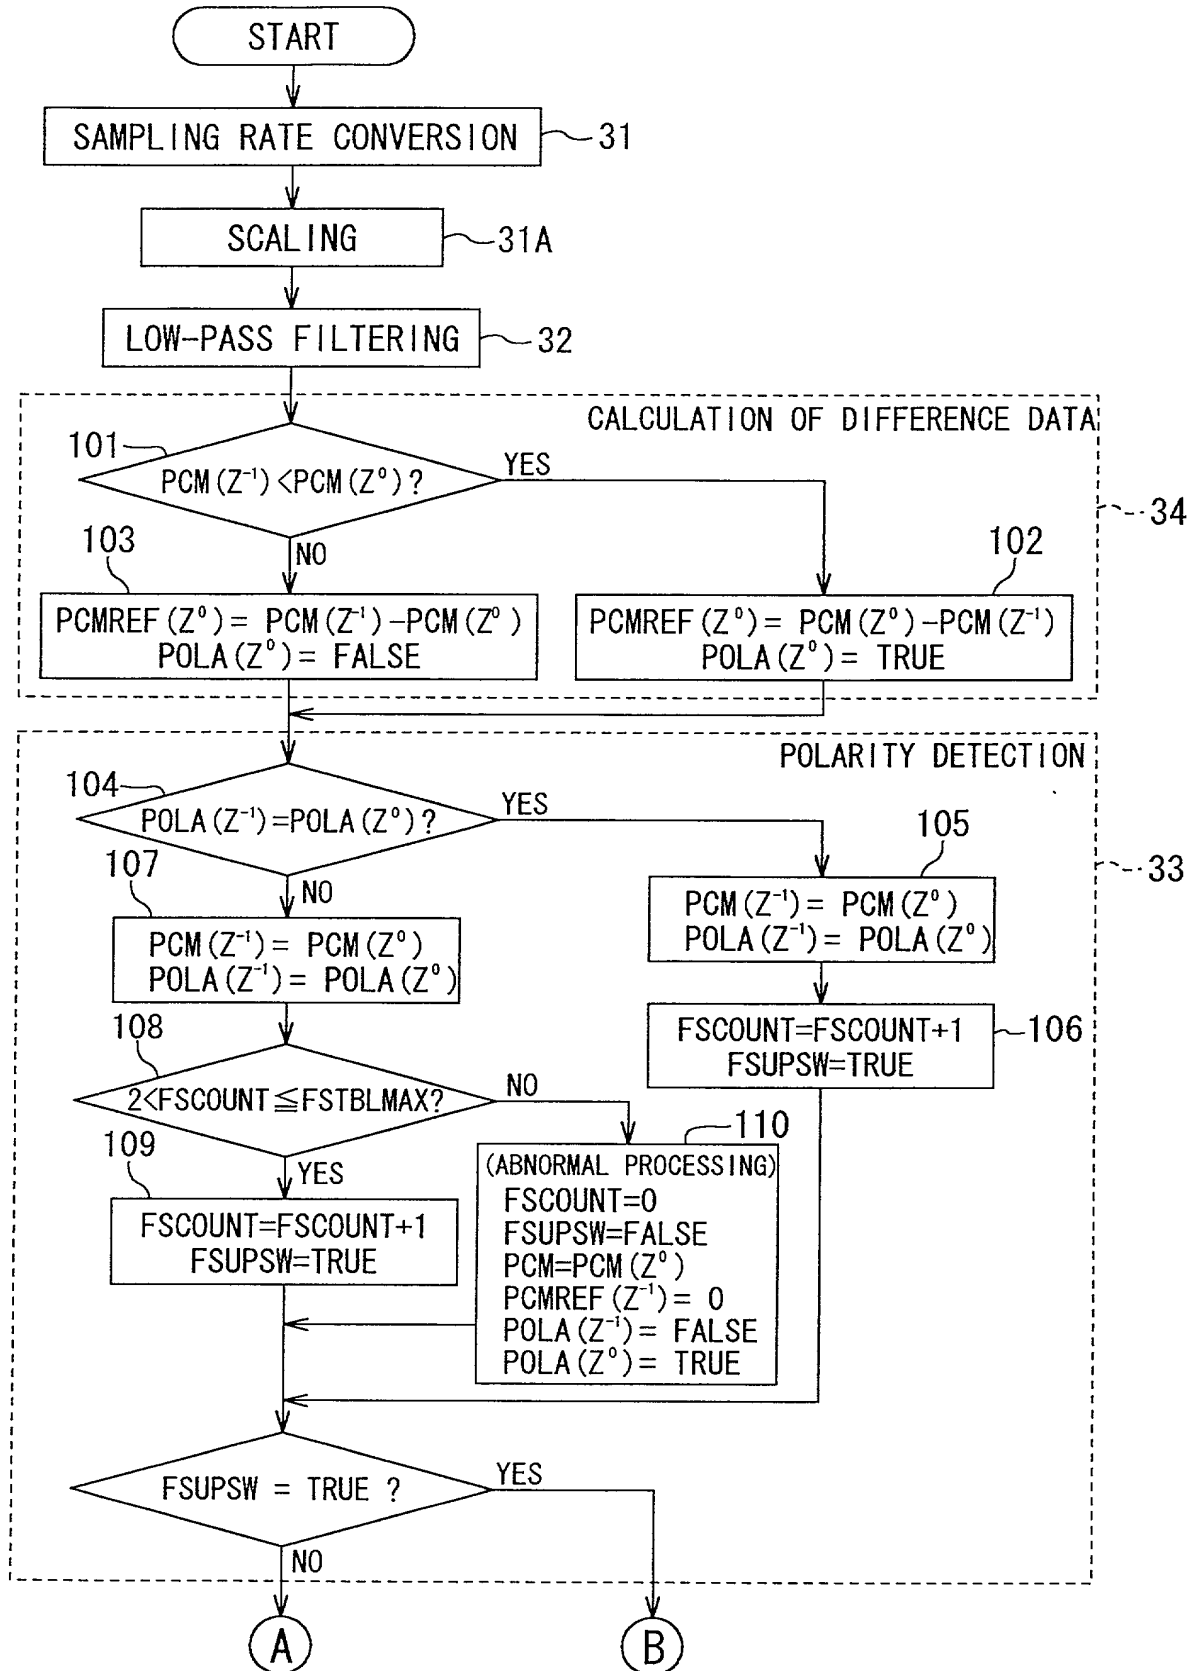 START
SAMPLING RATE CONVERSION
31
SCALING
31A
LOW-PASS FILTERING
32
CALCULATION OF DIFFERENCE DATA
34
101
PCM(Z⁻¹)<PCM(Z⁰)?
YES
NO
103
PCMREF(Z⁰)= PCM(Z⁻¹)-PCM(Z⁰)
POLA(Z⁰)= FALSE
102
PCMREF(Z⁰)= PCM(Z⁰)-PCM(Z⁻¹)
POLA(Z⁰)= TRUE
POLARITY DETECTION
33
104
POLA(Z⁻¹)=POLA(Z⁰)?
YES
NO
105
PCM(Z⁻¹)= PCM(Z⁰)
POLA(Z⁻¹)= POLA(Z⁰)
107
PCM(Z⁻¹)= PCM(Z⁰)
POLA(Z⁻¹)= POLA(Z⁰)
FSCOUNT=FSCOUNT+1
FSUPSW=TRUE
106
108
2<FSCOUNT≦FSTBLMAX?
NO
YES
109
FSCOUNT=FSCOUNT+1
FSUPSW=TRUE
110
(ABNORMAL PROCESSING)
FSCOUNT=0
FSUPSW=FALSE
PCM=PCM(Z⁰)
PCMREF(Z⁻¹)= 0
POLA(Z⁻¹)= FALSE
POLA(Z⁰)= TRUE
FSUPSW = TRUE ?
YES
NO
A
B